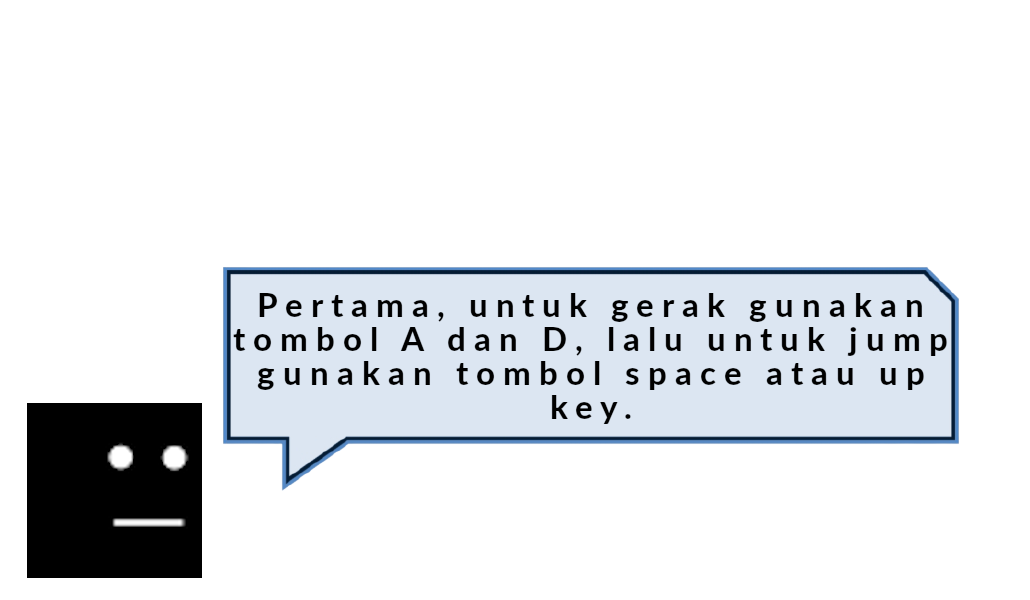 Pertama, untuk gerak gunakan
tombol A dan D, lalu untuk jump
gunakan tombol space atau up
key.